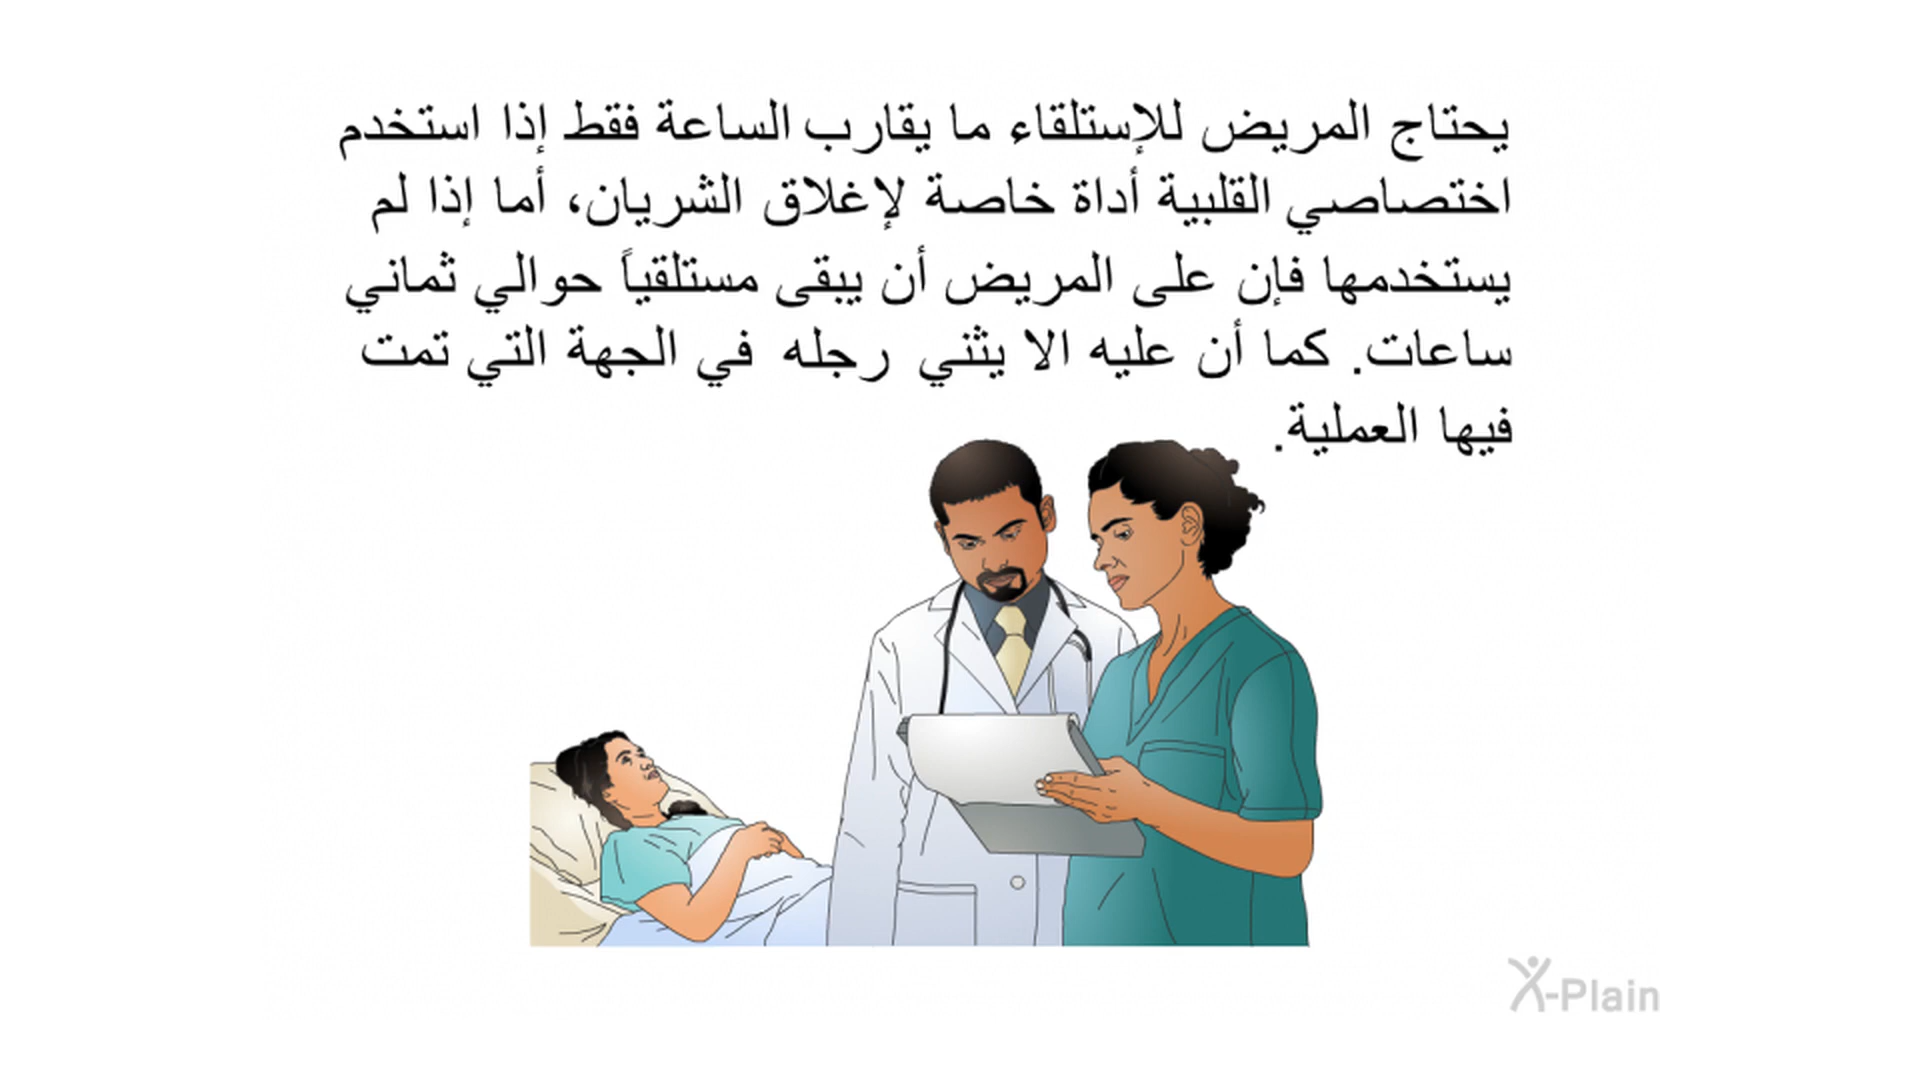 يحتاج المريض للإستلقاء ما يقارب الساعة فقط إذا استخدم
اختصاصي القلبية أداة خاصة لإغلاق الشريان، أما إذا لم
يستخدمها فإن على المريض أن يبقى مستلقياً حوالي ثماني
ساعات. كما أن عليه الا يثني رجله في الجهة التي تمت
فيها العملية.
X-Plain